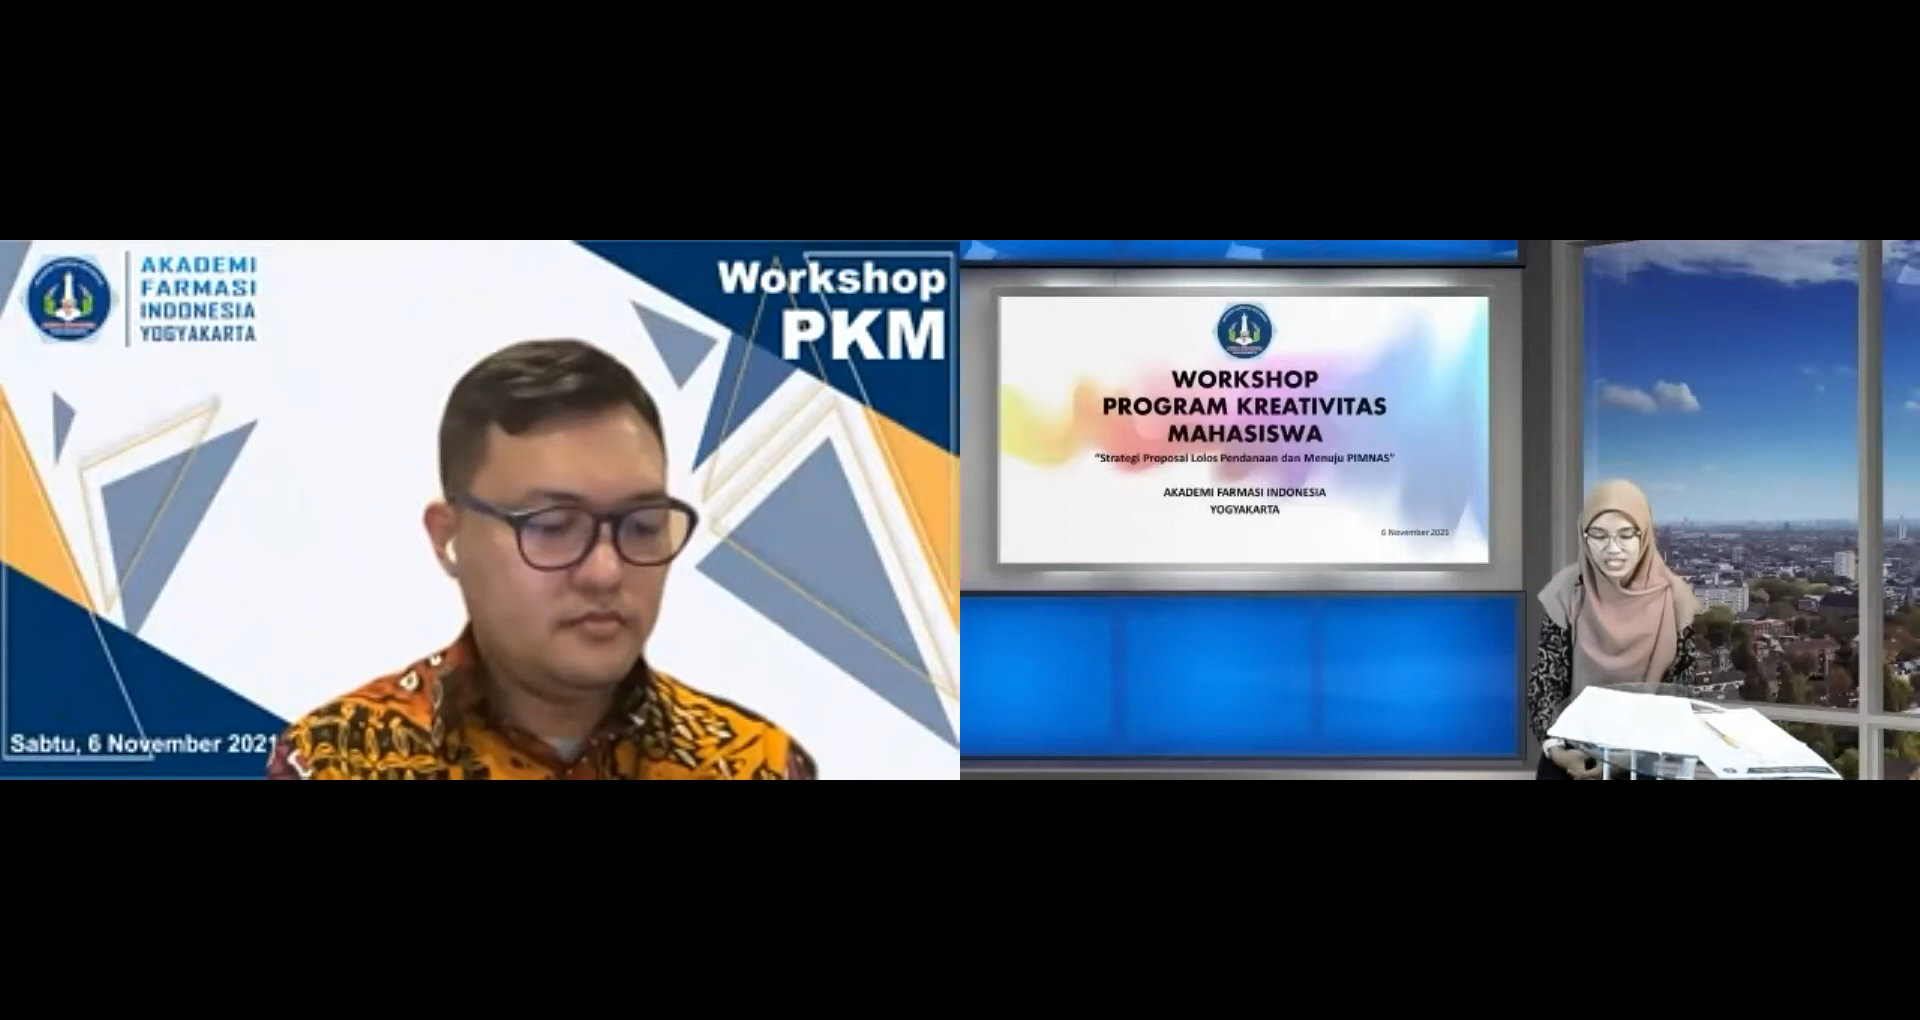 AKADEMI
FARMASI
INDONESIA
YOGYAKARTA
Workshop
PKM
Sabtu, 6 November 2021
WORKSHOP
PROGRAM KREATIVITAS
MAHASISWA
"Strategi Proposal Lolos Pendanaan dan Menuju PIMNAS"
AKADEMI FARMASI INDONESIA
YOGYAKARTA
6 November 2021